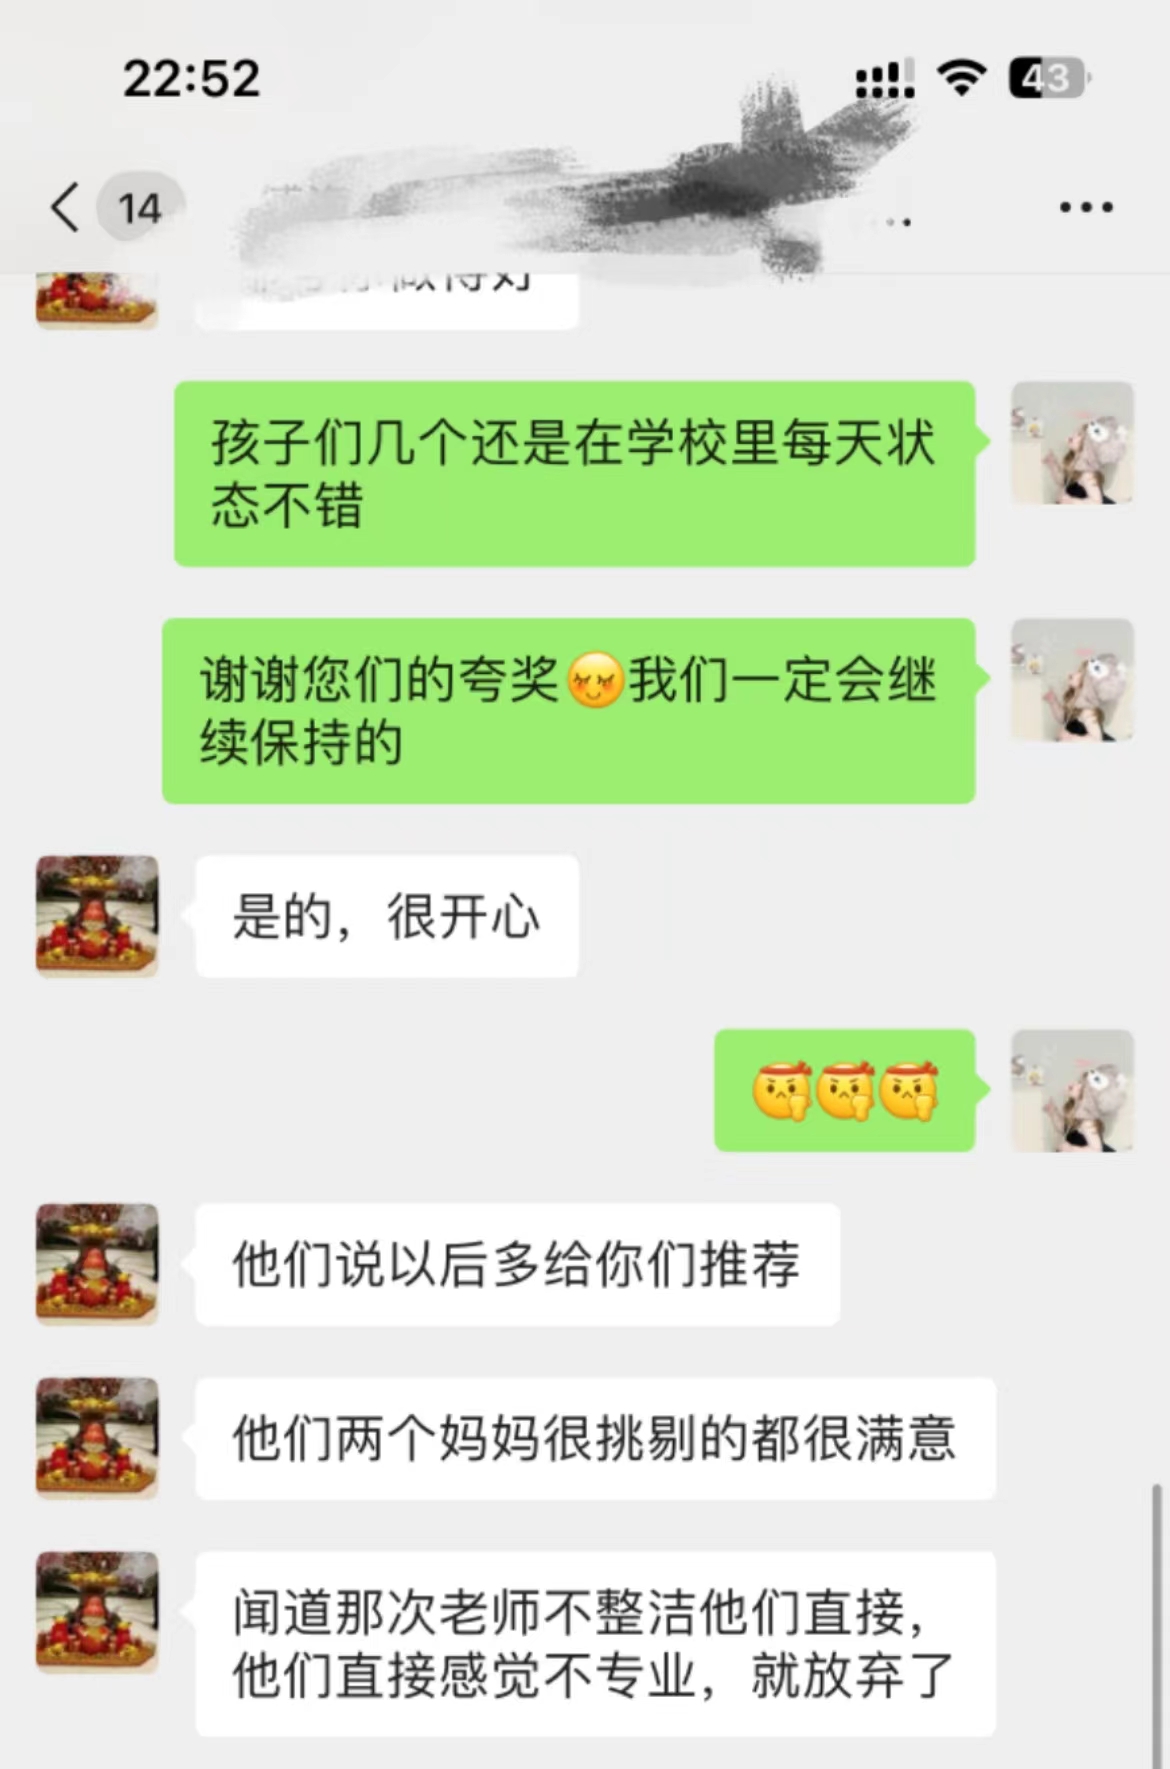 22:52
43
14
做得好
孩子们几个还是在学校里每天状
态不错
谢谢您们的夸奖😌我们一定会继
续保持的
是的，很开心
他们说以后多给你们推荐
他们两个妈妈很挑剔的都很满意
闻道那次老师不整洁他们直接，
他们直接感觉不专业，就放弃了